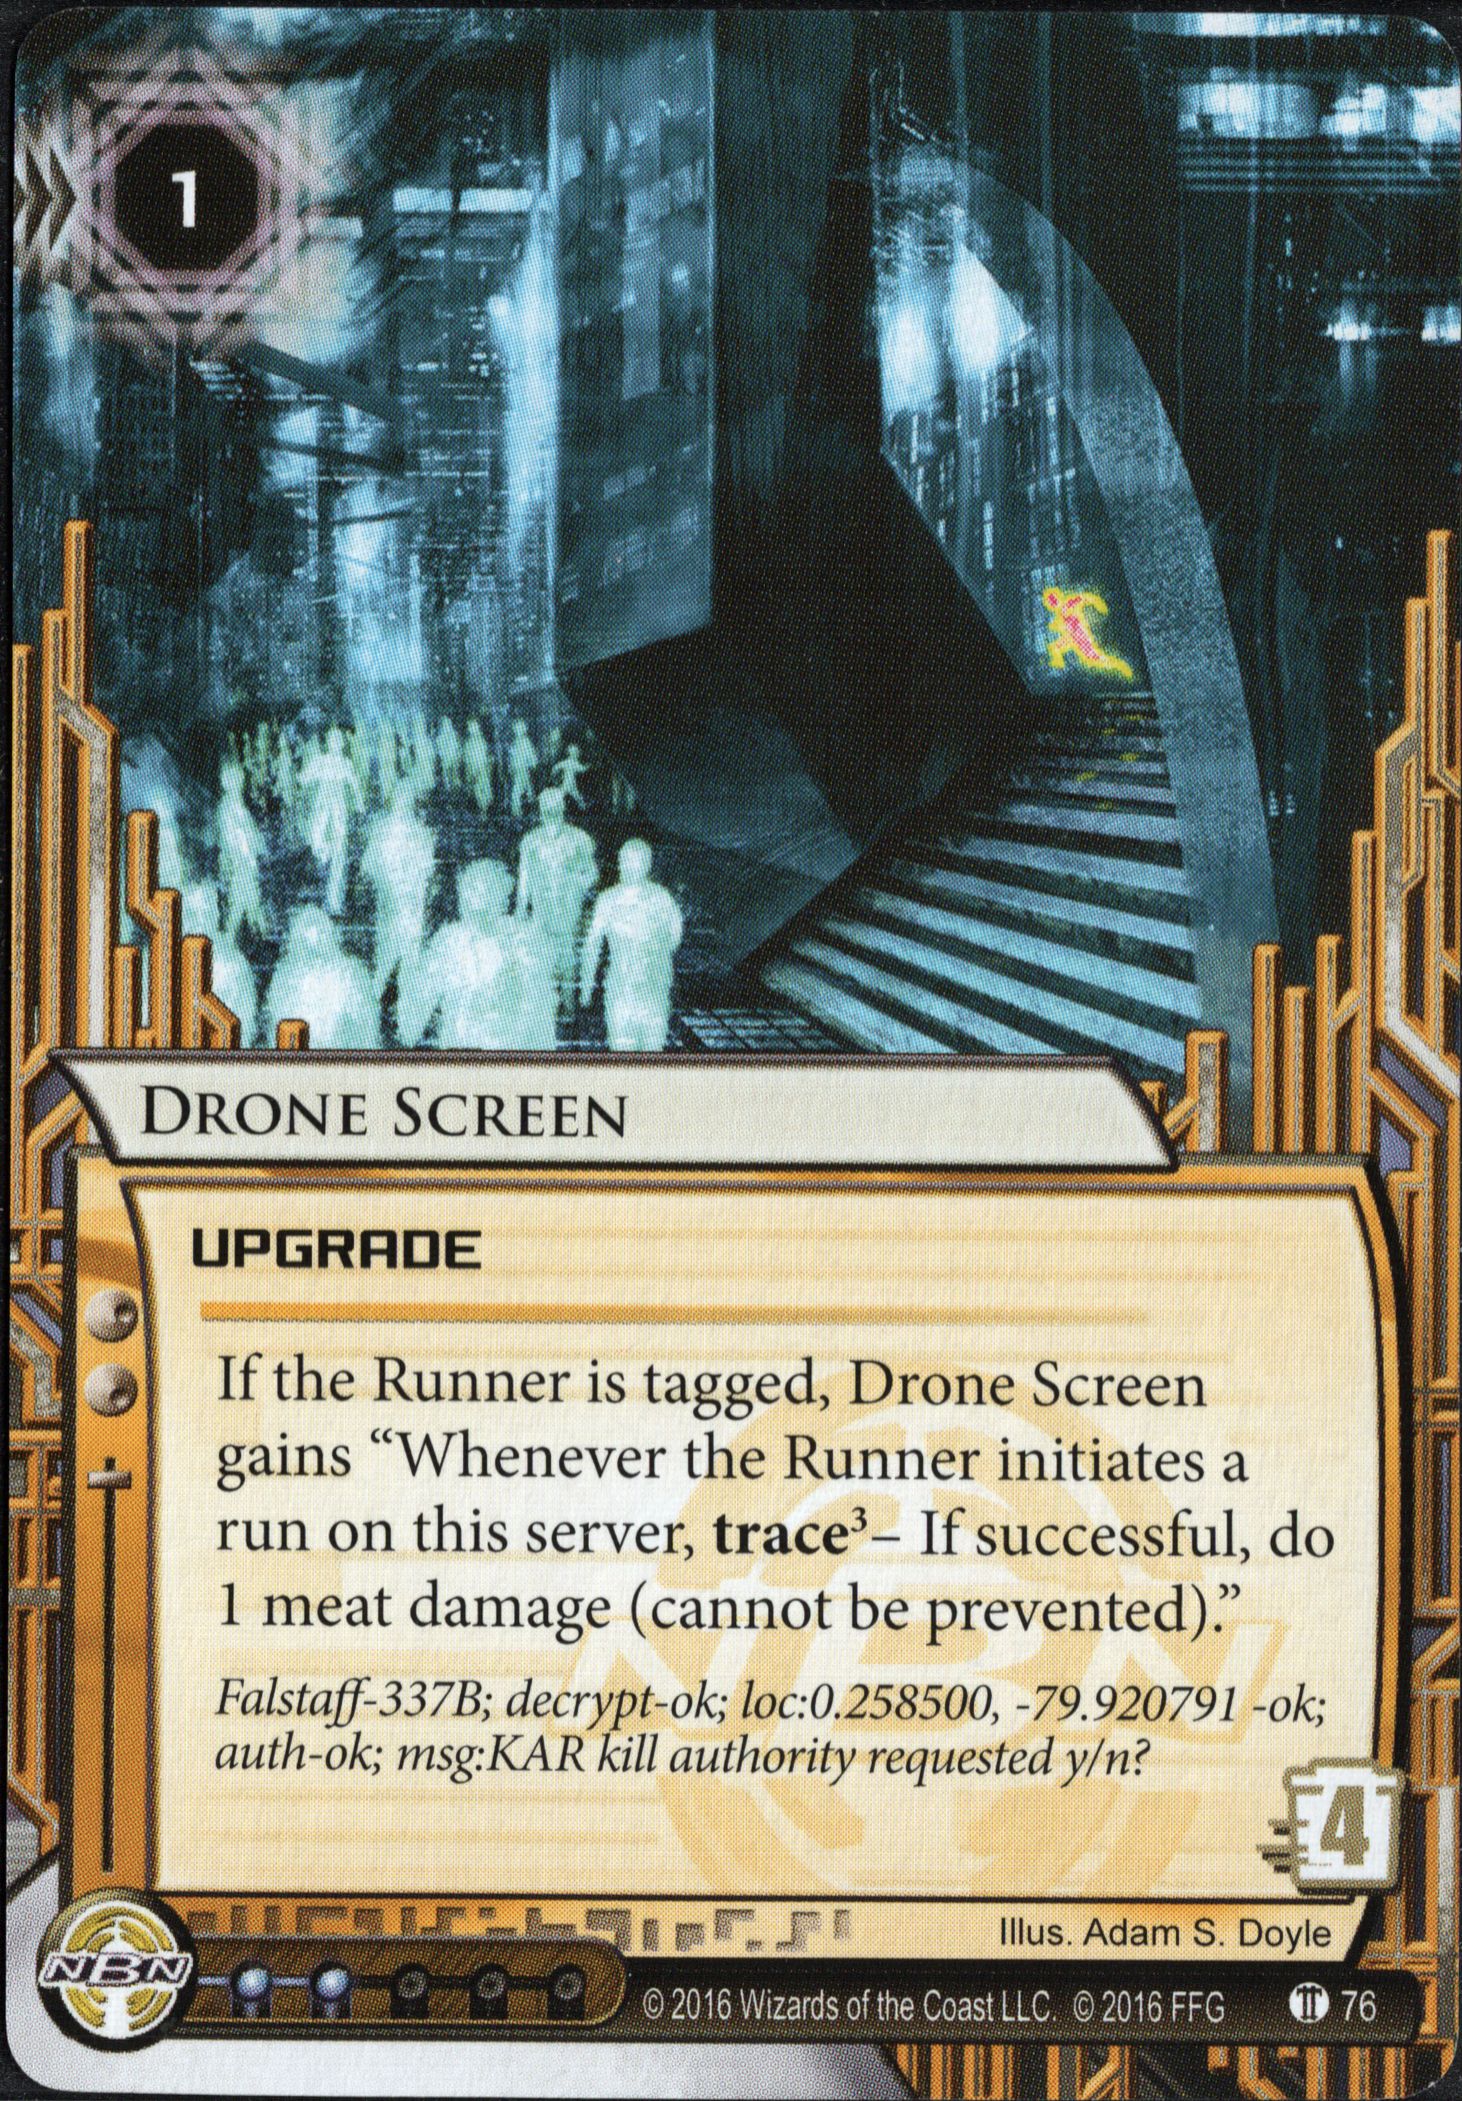 1
DRONE SCREEN
UPGRADE
If the Runner is tagged, Drone Screen
gains “Whenever the Runner initiates a
run on this server, trace³– If successful, do
1 meat damage (cannot be prevented).”
Falstaff-337B; decrypt-ok; loc:0.258500, -79.920791 -ok;
auth-ok; msg:KAR kill authority requested y/n?
4
Illus. Adam S. Doyle
NBN
© 2016 Wizards of the Coast LLC. © 2016 FFG
76